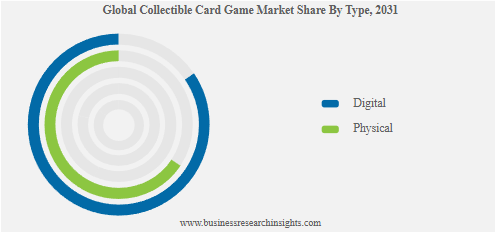 Global Collectible Card Game Market Share By Type, 2031
Digital
Physical
www.businessresearchinsights.com